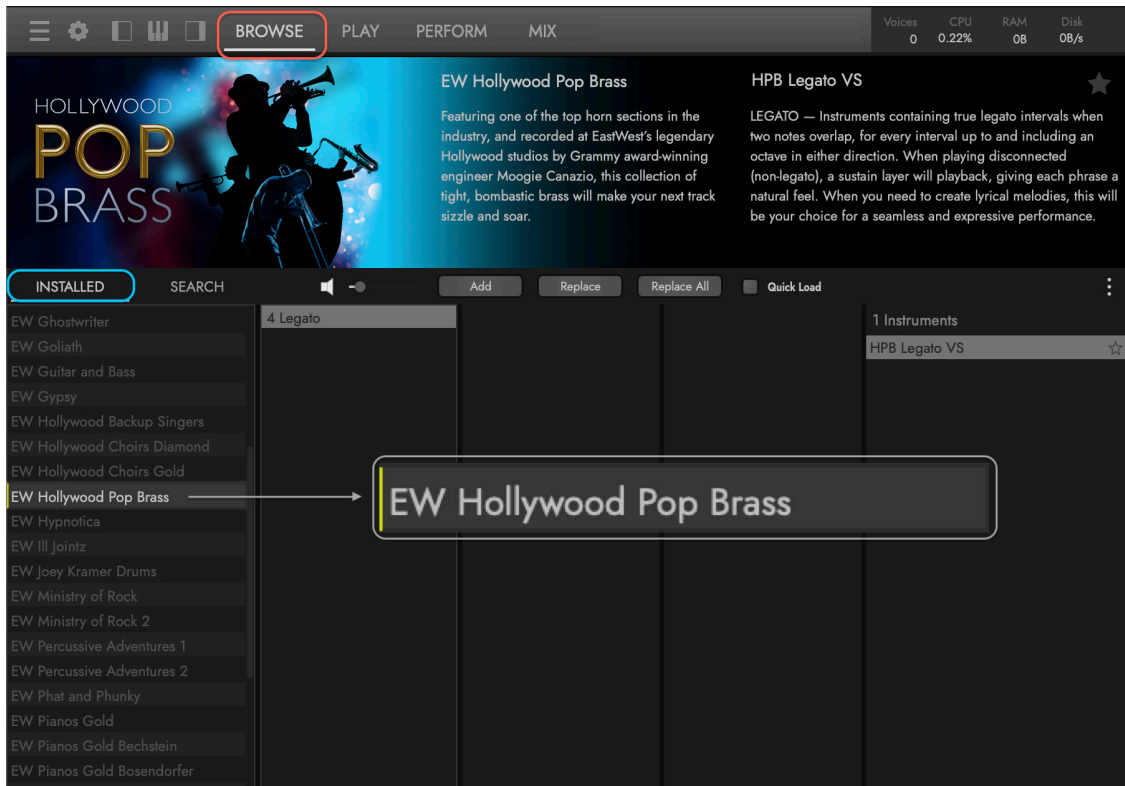 BROWSE
PLAY
PERFORM
MIX
Voices
0
CPU
0.22%
RAM
0B
Disk
0B/s
HOLLYWOOD
POP
BRASS
EW Hollywood Pop Brass
Featuring one of the top horn sections in the
industry, and recorded at EastWest's legendary
Hollywood studios by Grammy award-winning
engineer Moogie Canazio, this collection of
tight, bombastic brass will make your next track
sizzle and soar.
HPB Legato VS
LEGATO — Instruments containing true legato intervals when
two notes overlap, for every interval up to and including an
octave in either direction. When playing disconnected
(non-legato), a sustain layer will playback, giving each phrase a
natural feel. When you need to create lyrical melodies, this will
be your choice for a seamless and expressive performance.
INSTALLED
SEARCH
Add
Replace
Replace All
Quick Load
EW Ghostwriter
EW Goliath
EW Guitar and Bass
EW Gypsy
EW Hollywood Backup Singers
EW Hollywood Choirs Diamond
EW Hollywood Choirs Gold
EW Hollywood Pop Brass
EW Hypnotica
EW Ill Jointz
EW Joey Kramer Drums
EW Ministry of Rock
EW Ministry of Rock 2
EW Percussive Adventures 1
EW Percussive Adventures 2
EW Phat and Phunky
EW Pianos Gold
EW Pianos Gold Bechstein
EW Pianos Gold Bosendorfer
4 Legato
1 Instruments
HPB Legato VS
EW Hollywood Pop Brass